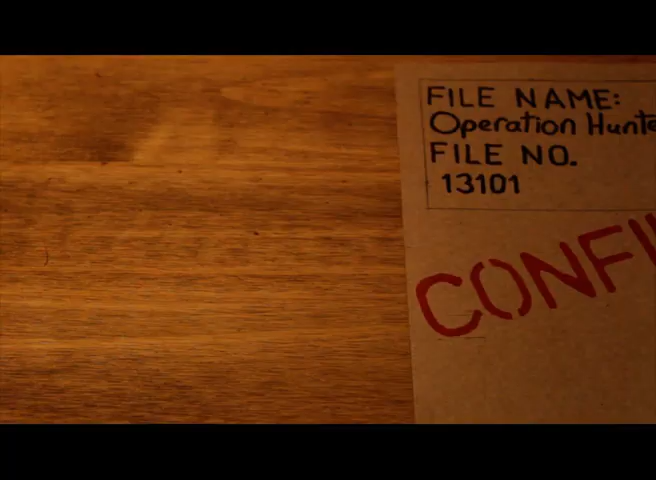 FILE NAME:
Operation Hunte
FILE NO.
13101
CONFI